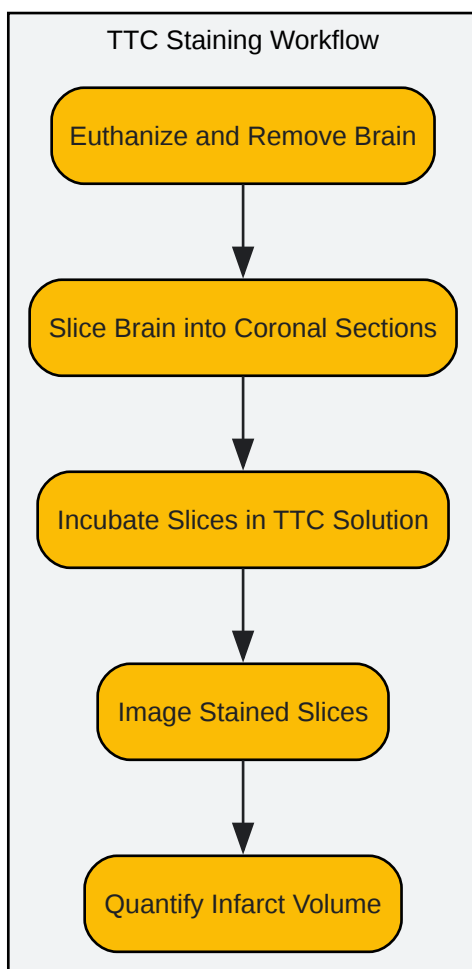 TTC Staining Workflow
Euthanize and Remove Brain
Slice Brain into Coronal Sections
Incubate Slices in TTC Solution
Image Stained Slices
Quantify Infarct Volume